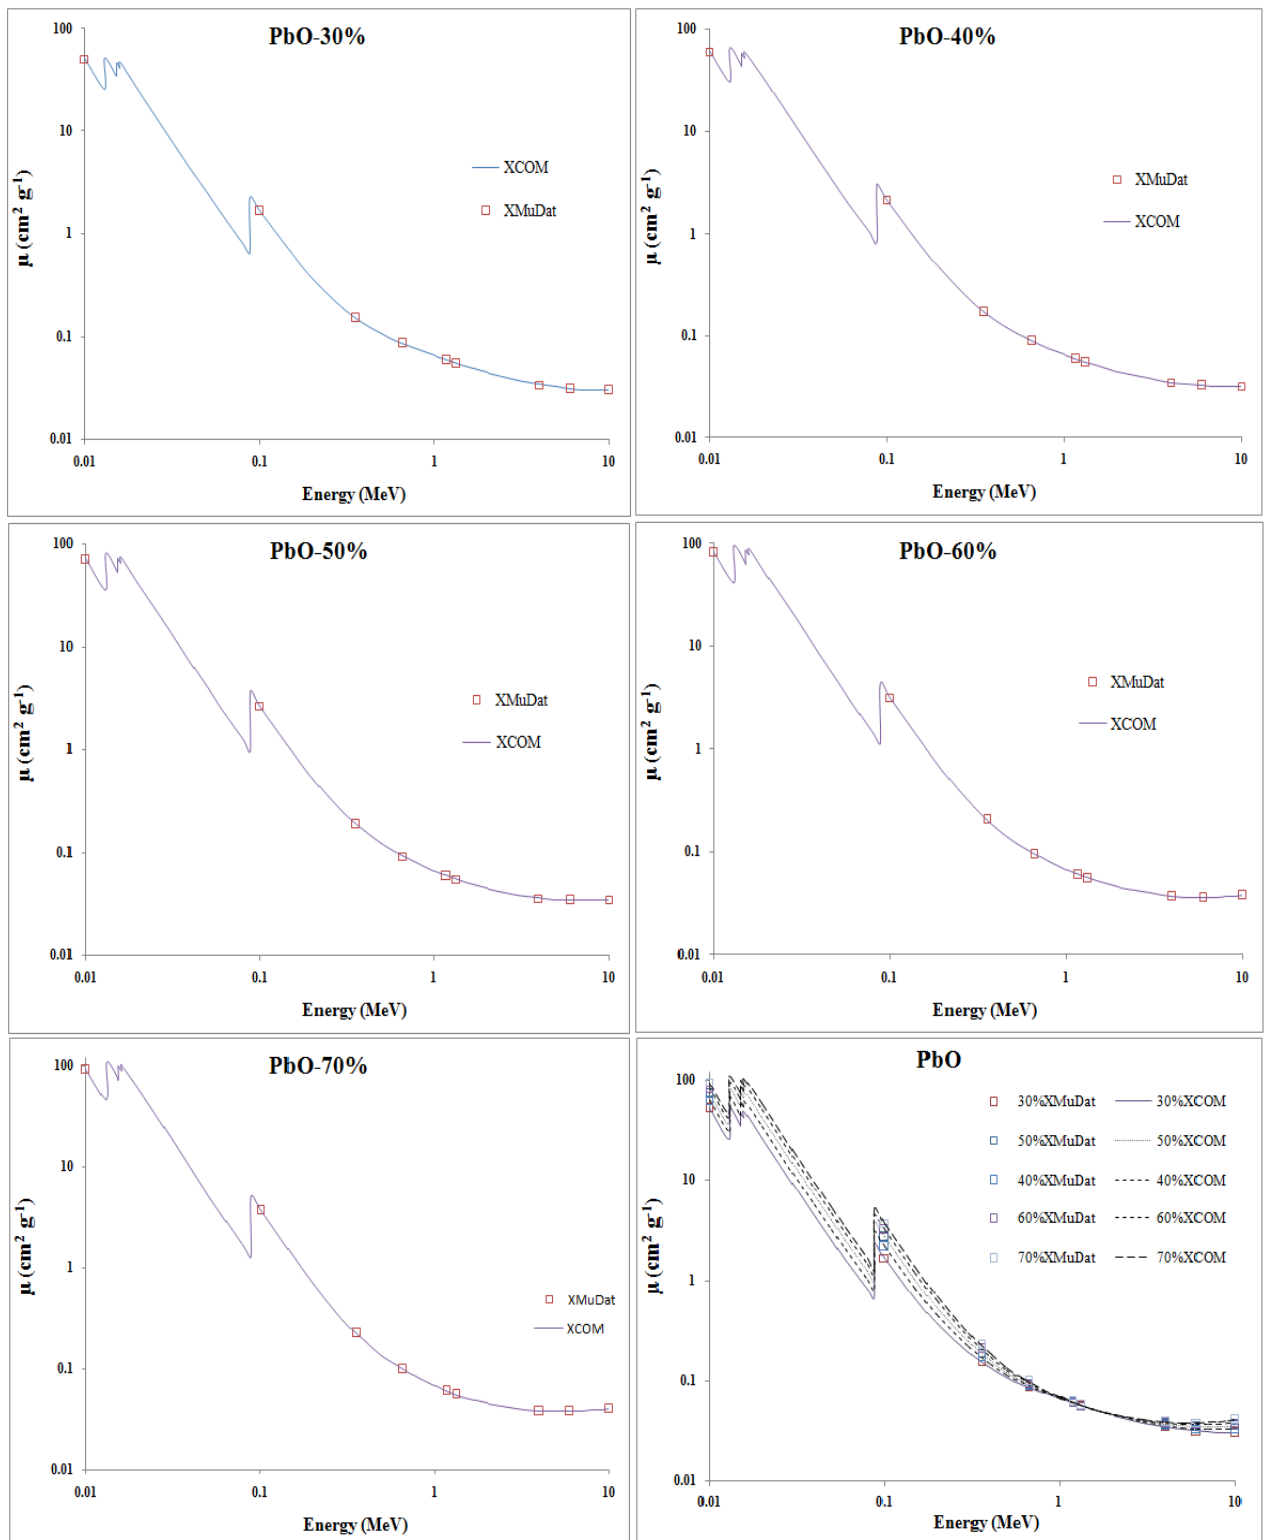 PbO-30%
100
10
1
0.1
0.01
0.01 0.1 1 10
μ (cm² g⁻¹)
Energy (MeV)
XCOM
XMuDat
PbO-40%
100
10
1
0.1
0.01
0.01 0.1 1 10
μ (cm² g⁻¹)
Energy (MeV)
XMuDat
XCOM
PbO-50%
100
10
1
0.1
0.01
0.01 0.1 1 10
μ (cm² g⁻¹)
Energy (MeV)
XMuDat
XCOM
PbO-60%
100
10
1
0.1
0.01
0.01 0.1 1 10
μ (cm² g⁻¹)
Energy (MeV)
XMuDat
XCOM
PbO-70%
100
10
1
0.1
0.01
0.01 0.1 1 10
μ (cm² g⁻¹)
Energy (MeV)
XMuDat
XCOM
PbO
100
10
1
0.1
0.01
0.01 0.1 1 10
μ (cm² g⁻¹)
Energy (MeV)
30%XMuDat 30%XCOM
50%XMuDat 50%XCOM
40%XMuDat 40%XCOM
60%XMuDat 60%XCOM
70%XMuDat 70%XCOM